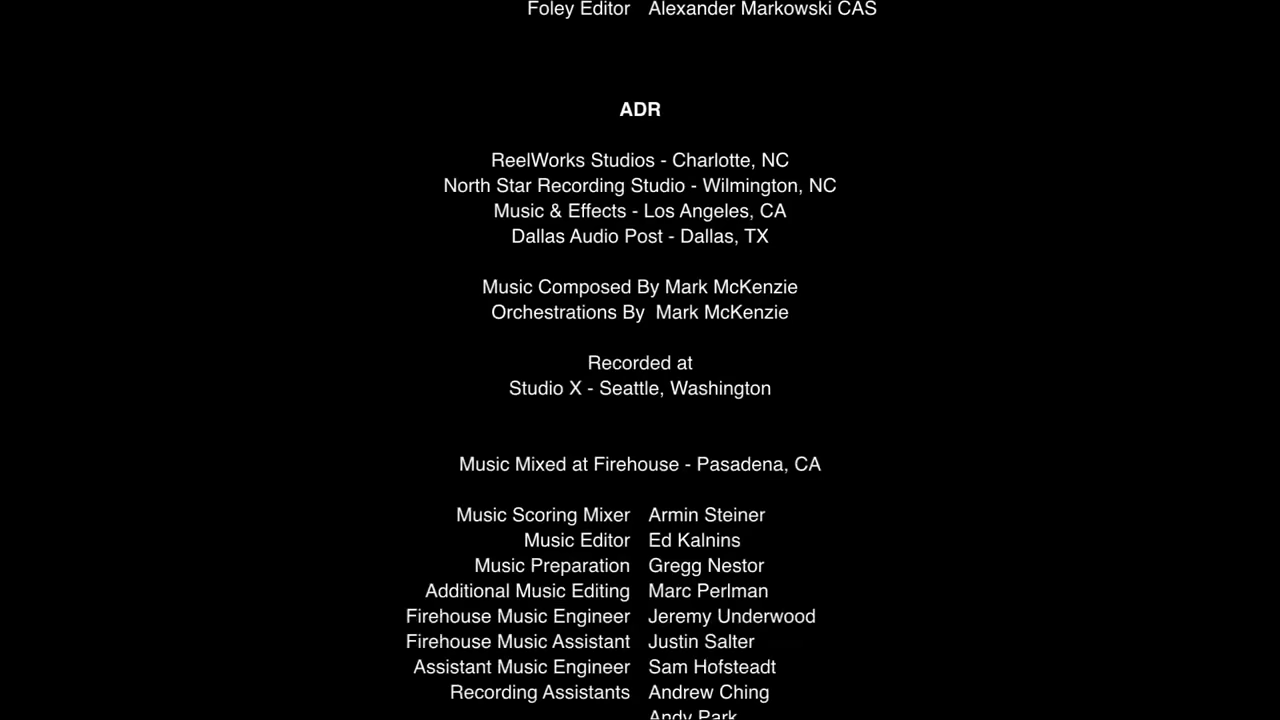 Foley Editor Alexander Markowski CAS
ADR
ReelWorks Studios - Charlotte, NC
North Star Recording Studio - Wilmington, NC
Music & Effects - Los Angeles, CA
Dallas Audio Post - Dallas, TX
Music Composed By Mark McKenzie
Orchestrations By  Mark McKenzie
Recorded at
Studio X - Seattle, Washington
Music Mixed at Firehouse - Pasadena, CA
Music Scoring Mixer Armin Steiner
Music Editor Ed Kalnins
Music Preparation Gregg Nestor
Additional Music Editing Marc Perlman
Firehouse Music Engineer Jeremy Underwood
Firehouse Music Assistant Justin Salter
Assistant Music Engineer Sam Hofsteadt
Recording Assistants Andrew Ching
Andy Park